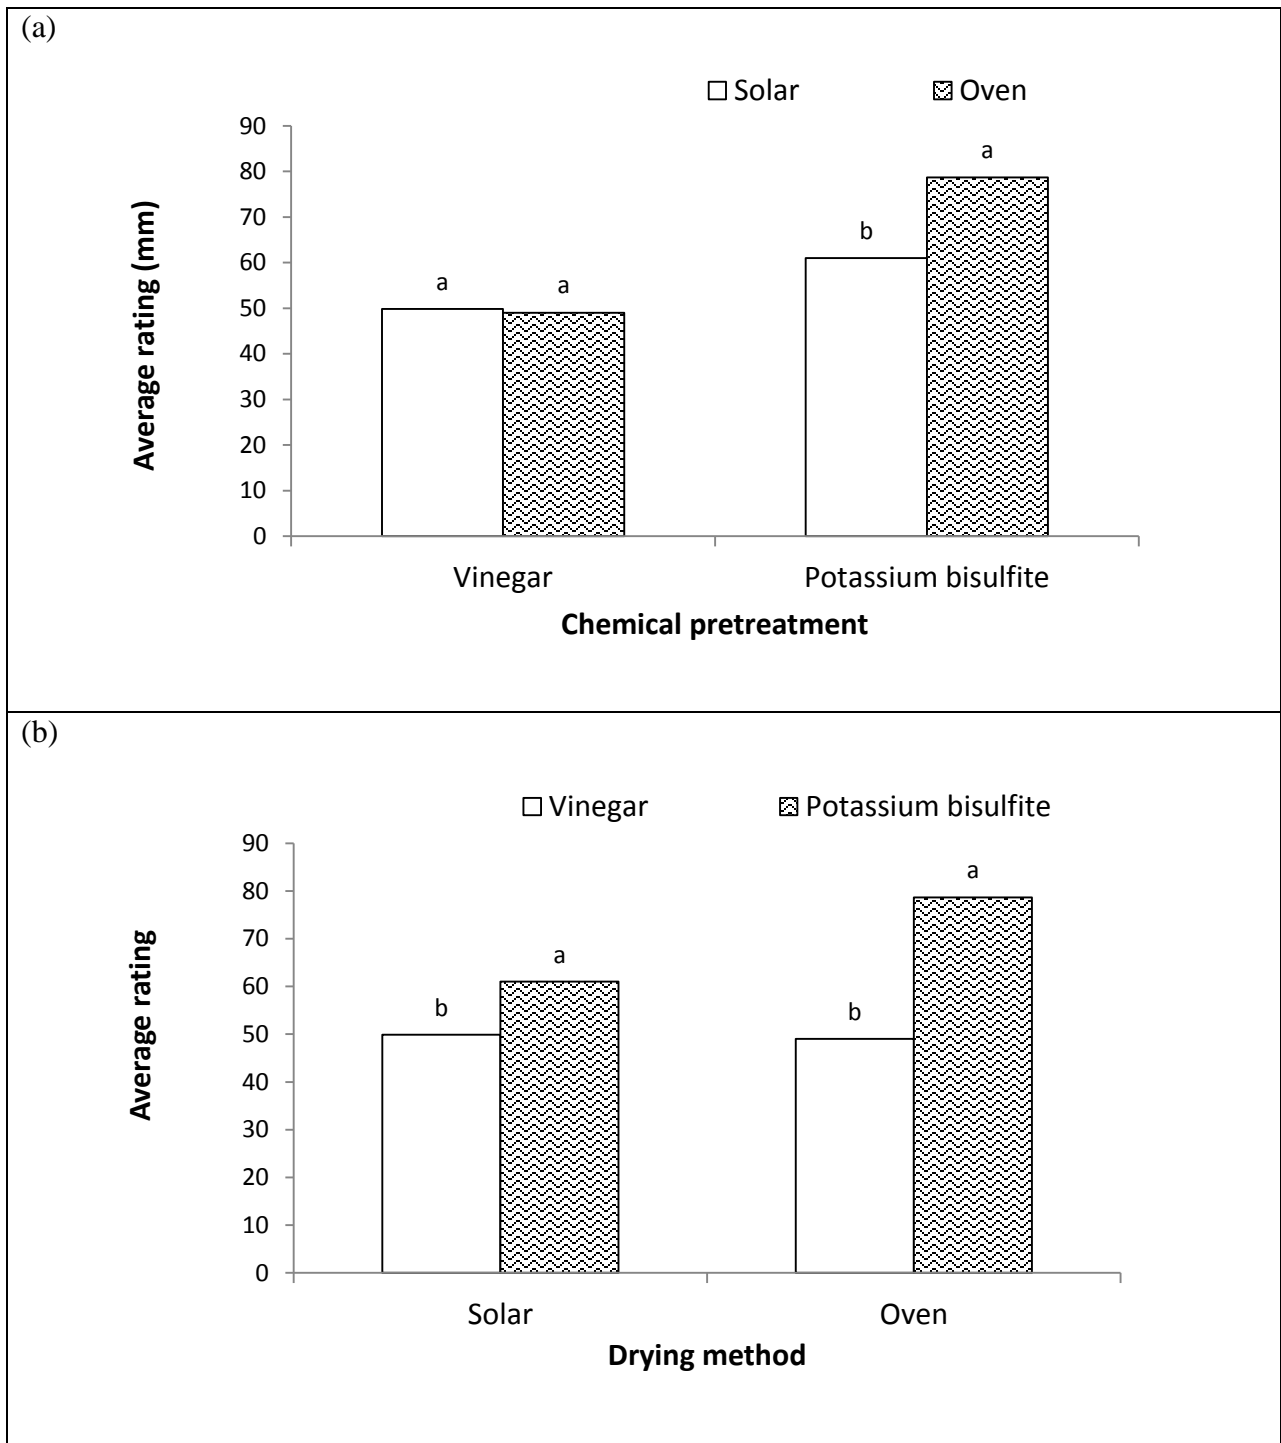 (a)
Solar Oven
90
80
70
60
50
40
30
20
10
0
a a b a
Vinegar Potassium bisulfite
Chemical pretreatment
Average rating (mm)
(b)
Vinegar Potassium bisulfite
90
80
70
60
50
40
30
20
10
0
b a b a
Solar Oven
Drying method
Average rating